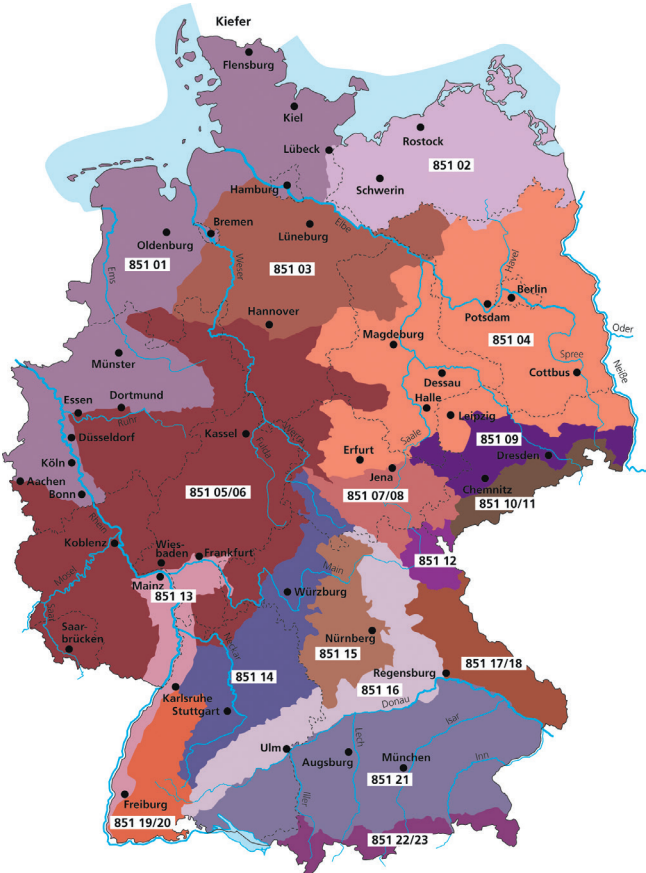 Kiefer
Flensburg
Kiel
Rostock
Lübeck
851 02
Schwerin
Hamburg
Bremen
Lüneburg
Elbe
Oldenburg
Havel
851 01
Weser
851 03
Ems
Berlin
Potsdam
Hannover
Oder
Magdeburg
851 04
Spree
Neiße
Münster
Dessau
Cottbus
Halle
Essen
Dortmund
Leipzig
Ruhr
Düsseldorf
Kassel
Werra
Fulda
Saale
851 09
Dresden
Köln
Erfurt
Jena
Aachen
Bonn
851 05/06
851 07/08
Chemnitz
851 10/11
Rhein
Koblenz
Wies-
baden
Frankfurt
851 12
Mosel
Mainz
Main
851 13
Würzburg
Saar
Saar-
brücken
Nürnberg
Neckar
851 15
851 17/18
851 14
Regensburg
851 16
Karlsruhe
Donau
Stuttgart
Isar
Ulm
Lech
Augsburg
München
Inn
851 21
Freiburg
Iller
851 19/20
851 22/23